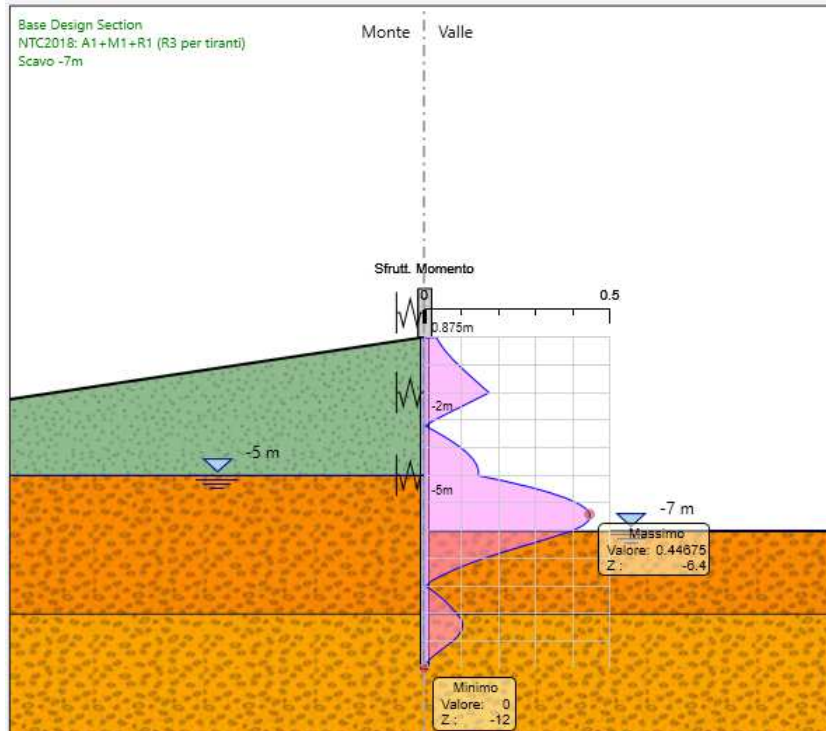 Base Design Section
NTC2018: A1+M1+R1 (R3 per tiranti)
Scavo -7m
Monte
Valle
Sfrutt. Momento
0
0.5
0.875m
-2m
-5 m
-5m
-7 m
Massimo
Valore: 0.44675
Z : -6.4
Minimo
Valore: 0
Z : -12